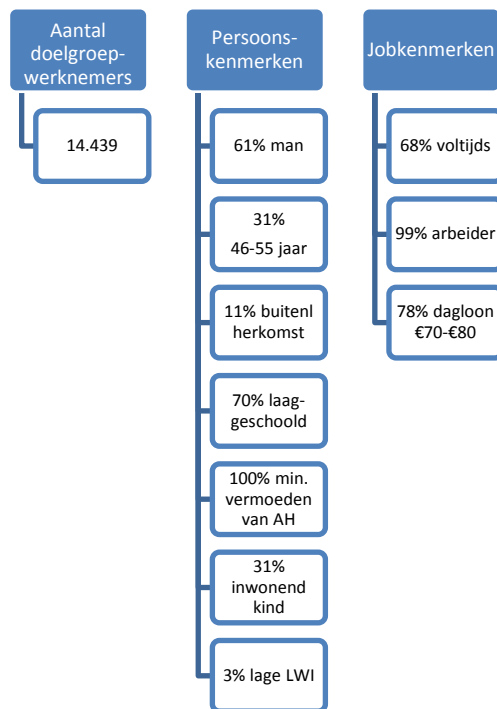 Aantal
doelgroep-
werknemers
14.439
Persoons-
kenmerken
61% man
31%
46-55 jaar
11% buitenl
herkomst
70% laag-
geschoold
100% min.
vermoeden
van AH
31%
inwonend
kind
3% lage LWI
Jobkenmerken
68% voltijds
99% arbeider
78% dagloon
€70-€80